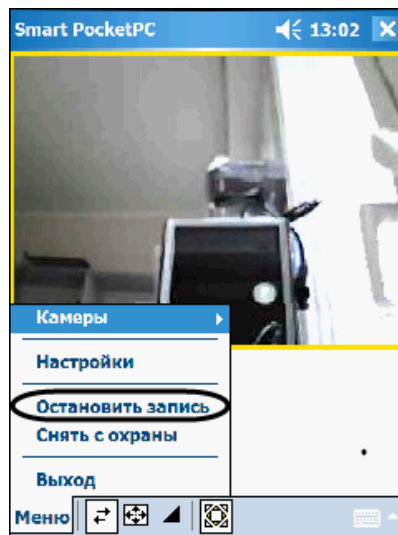 Smart PocketPC 13:02
Камеры
Настройки
Остановить запись
Снять с охраны
Выход
Меню